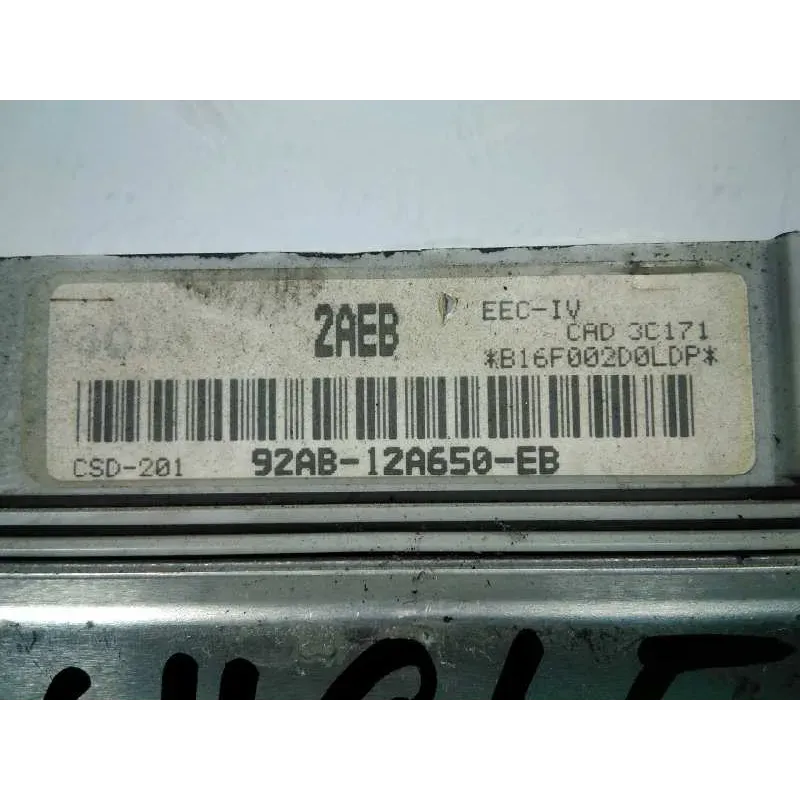 2AEB EEC-IV
CAD 3C171
*B16F002D0LDP*
CSD-201 92AB-12A650-EB